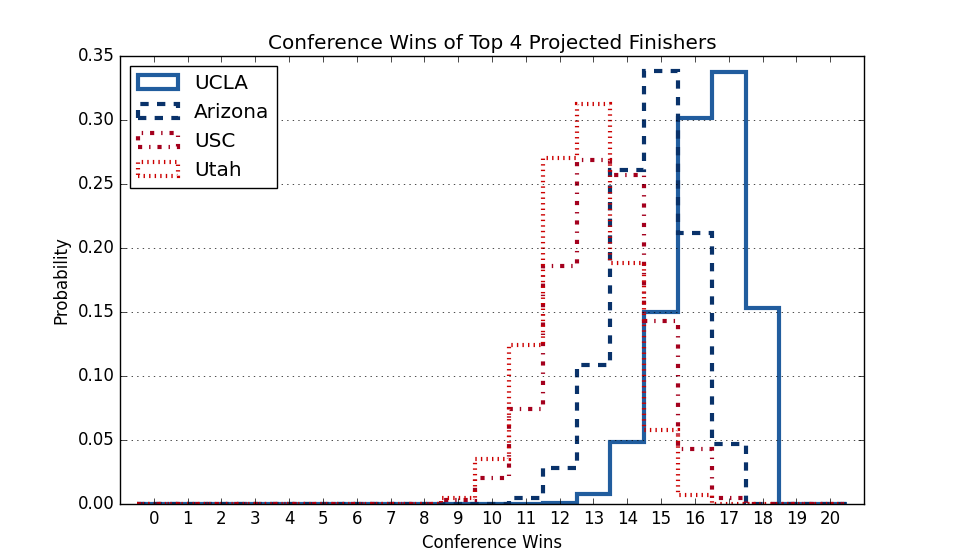 Conference Wins of Top 4 Projected Finishers
UCLA
Arizona
USC
Utah
0.35
0.30
0.25
0.20
0.15
0.10
0.05
0.00
Probability
0 1 2 3 4 5 6 7 8 9 10 11 12 13 14 15 16 17 18 19 20
Conference Wins